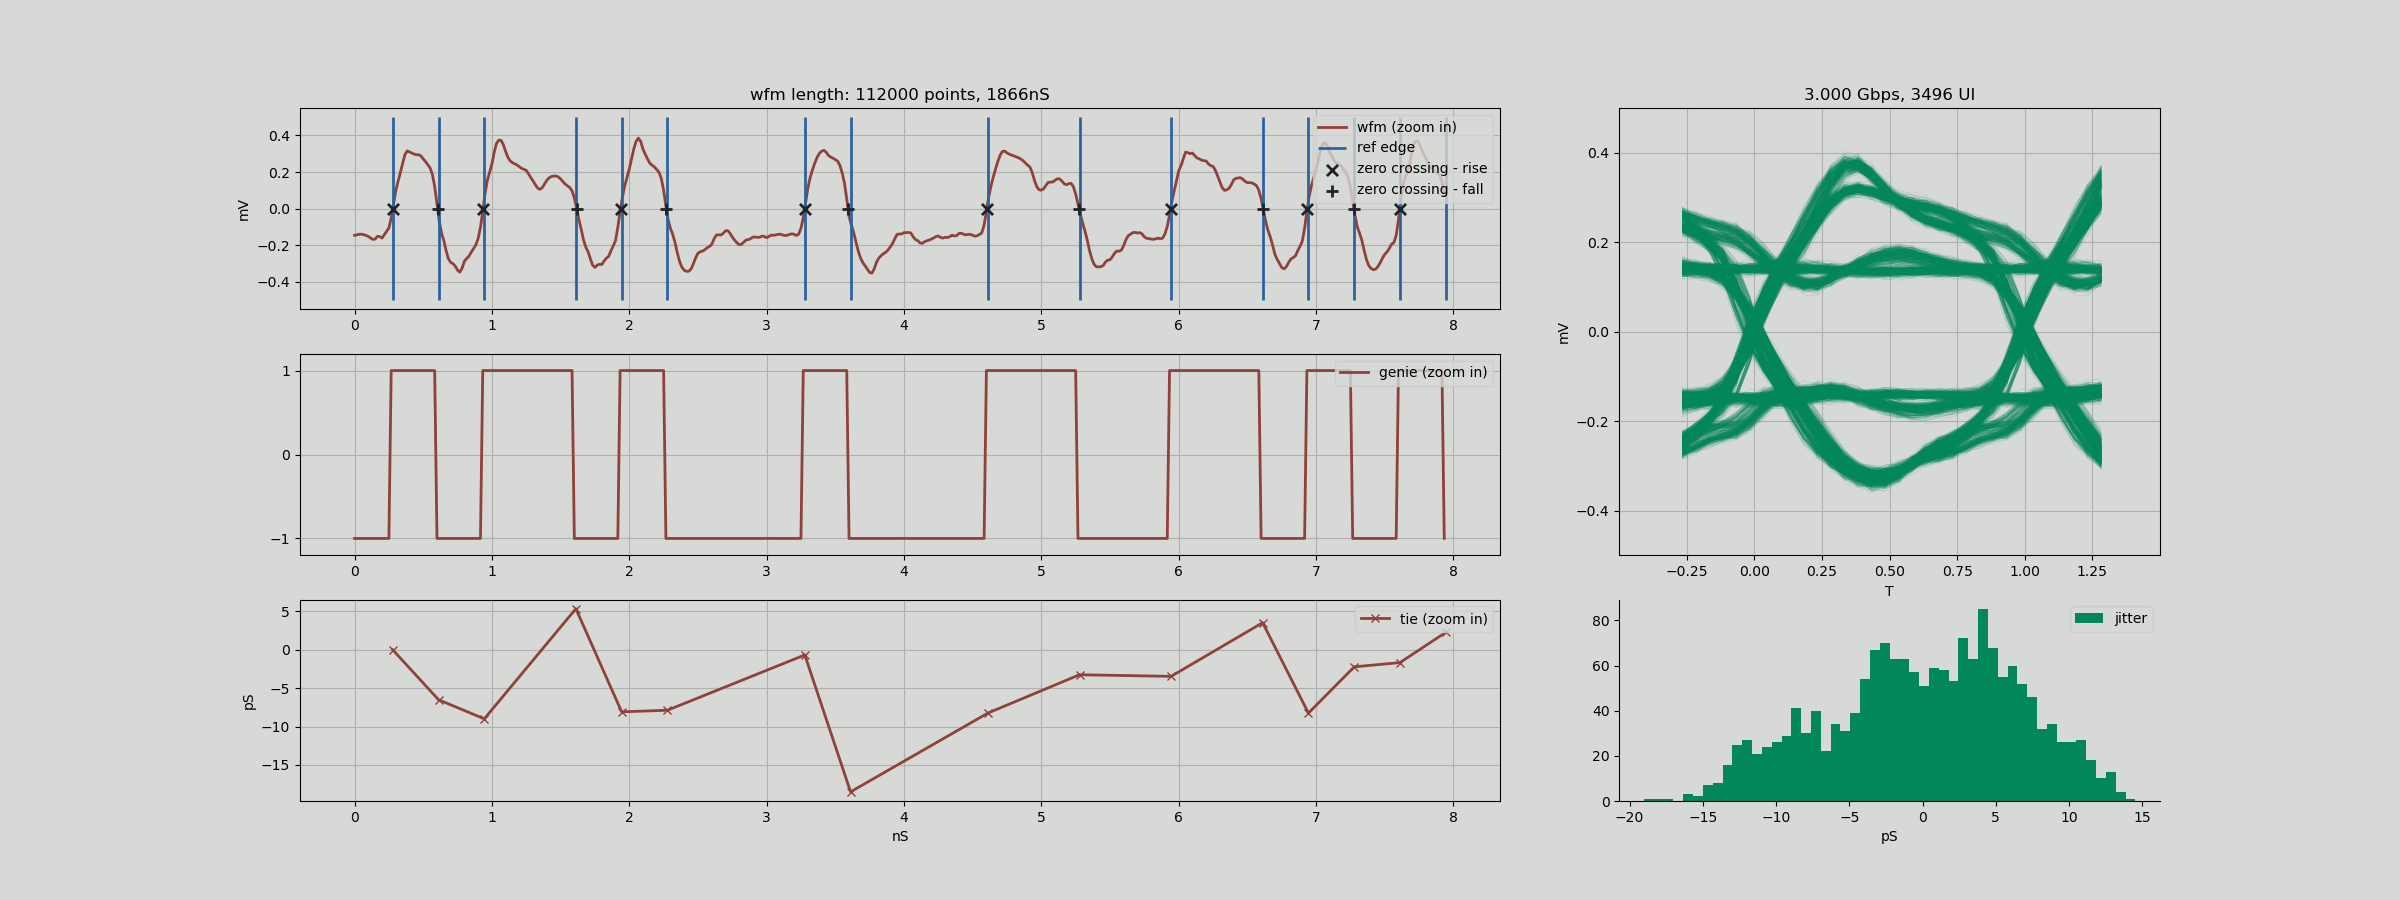 wfm length: 112000 points, 1866nS
mV
0.4
0.2
0.0
−0.2
−0.4
wfm (zoom in)
ref edge
zero crossing - rise
zero crossing - fall
0 1 2 3 4 5 6 7 8
1
0
−1
genie (zoom in)
0 1 2 3 4 5 6 7 8
pS
5
0
−5
−10
−15
tie (zoom in)
0 1 2 3 4 5 6 7 8
nS
3.000 Gbps, 3496 UI
mV
0.4
0.2
0.0
−0.2
−0.4
−0.25 0.00 0.25 0.50 0.75 1.00 1.25
T
80
60
40
20
0
jitter
−20 −15 −10 −5 0 5 10 15
pS